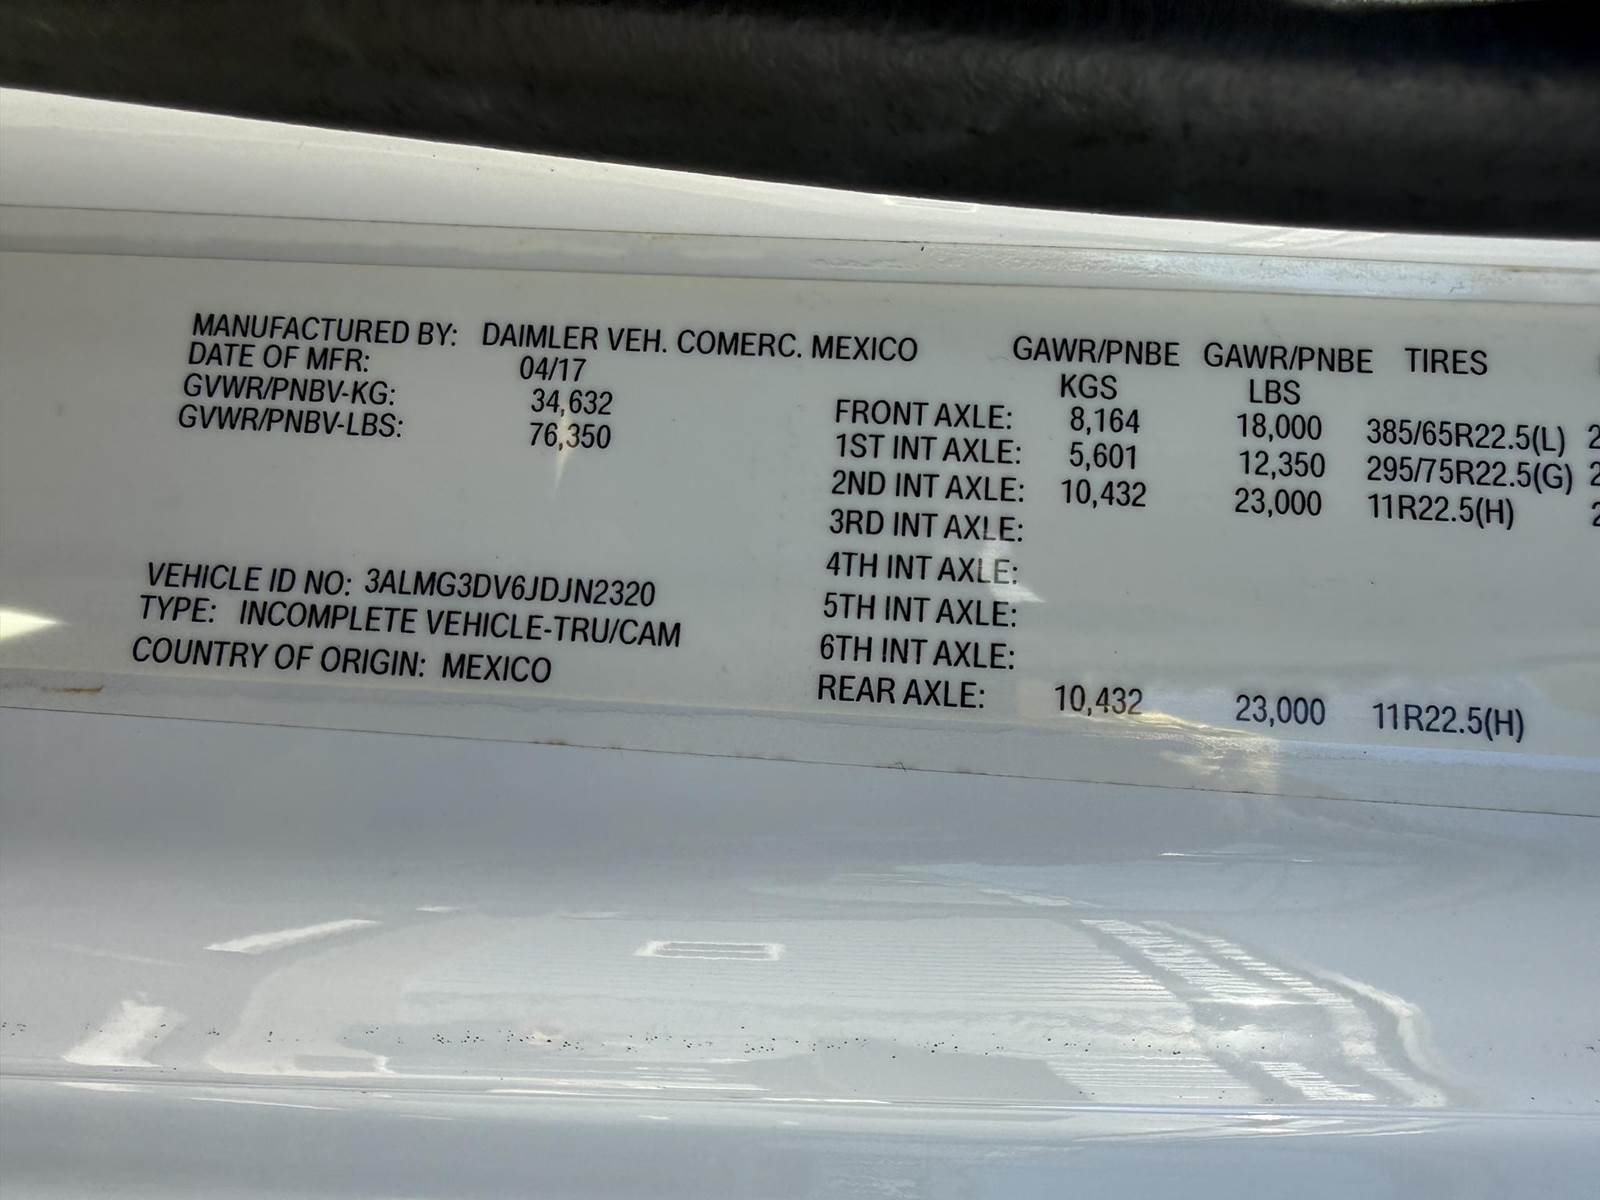 MANUFACTURED BY: DAIMLER VEH. COMERC. MEXICO
DATE OF MFR: 04/17
GVWR/PNBV-KG: 34,632
GVWR/PNBV-LBS: 76,350
VEHICLE ID NO: 3ALMG3DV6JDJN2320
TYPE: INCOMPLETE VEHICLE-TRU/CAM
COUNTRY OF ORIGIN: MEXICO
GAWR/PNBE GAWR/PNBE TIRES
KGS LBS
FRONT AXLE: 8,164 18,000 385/65R22.5(L)
1ST INT AXLE: 5,601 12,350 295/75R22.5(G)
2ND INT AXLE: 10,432 23,000 11R22.5(H)
3RD INT AXLE:
4TH INT AXLE:
5TH INT AXLE:
6TH INT AXLE:
REAR AXLE: 10,432 23,000 11R22.5(H)